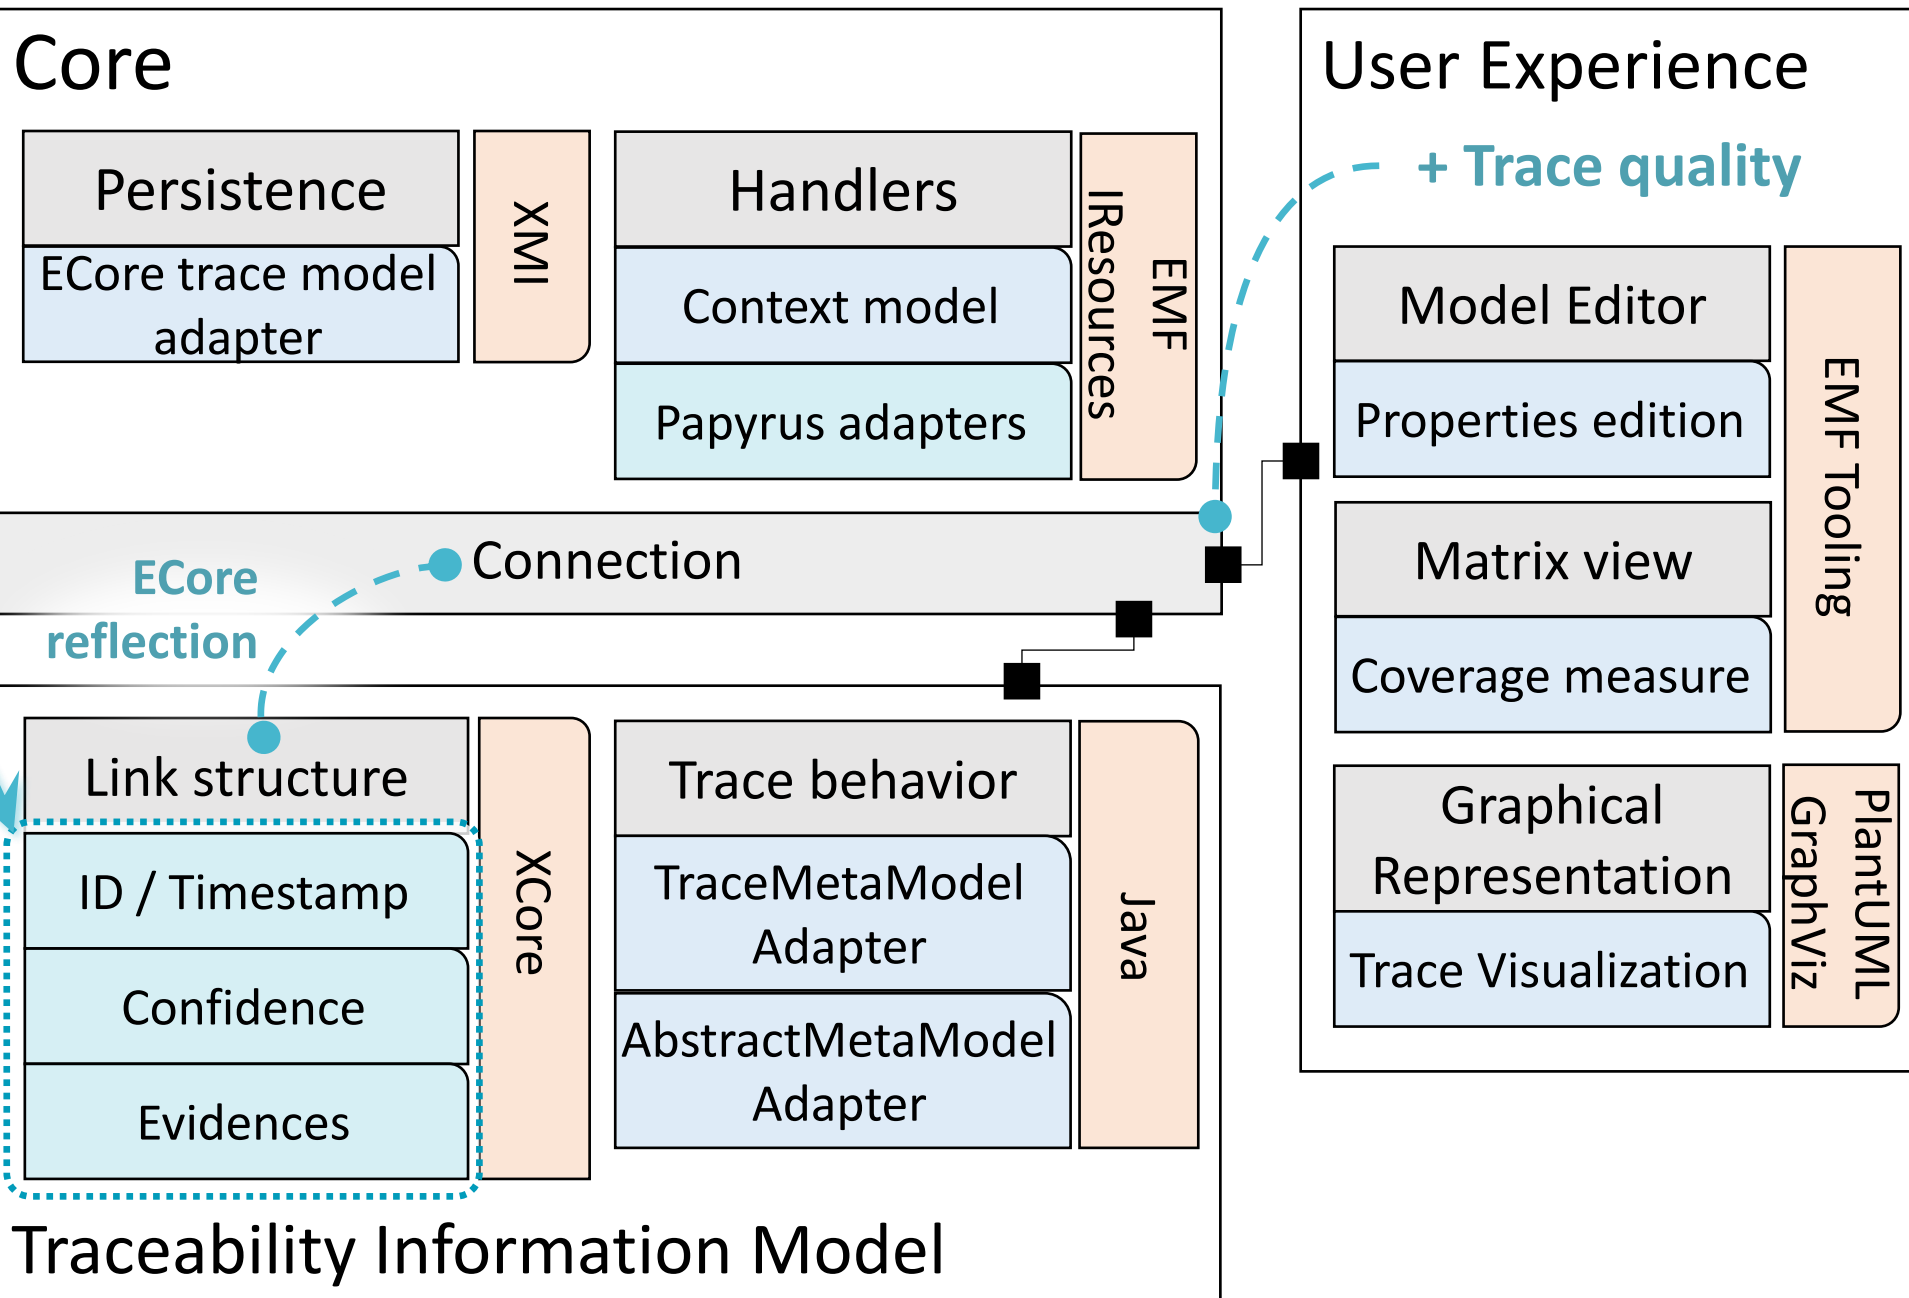 Core
Persistence
ECore trace model
adapter
XMI
Handlers
Context model
Papyrus adapters
EMF
IResources
Connection
ECore
reflection
Link structure
ID / Timestamp
Confidence
Evidences
XCore
Trace behavior
TraceMetaModel
Adapter
AbstractMetaModel
Adapter
Java
Traceability Information Model
User Experience
+ Trace quality
Model Editor
Properties edition
Matrix view
Coverage measure
EMF Tooling
Graphical
Representation
Trace Visualization
PlantUML
GraphViz